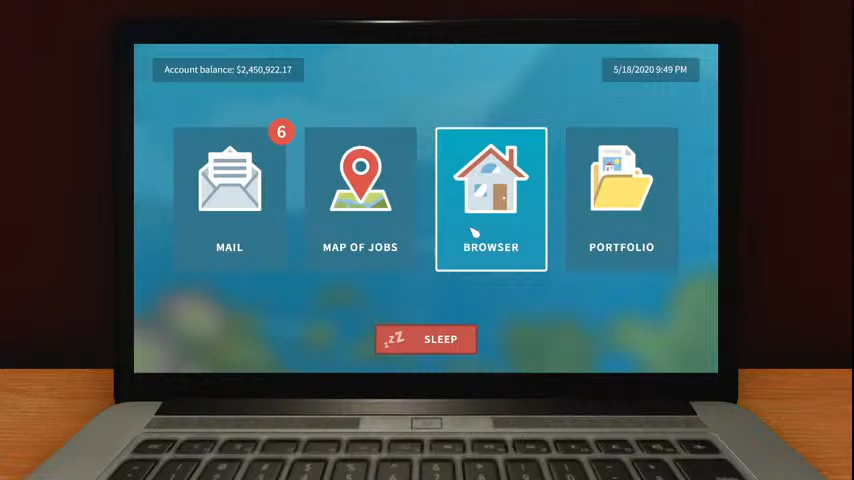 Account balance: $2,450,922.17
5/18/2020 9:49 PM
6
MAIL
MAP OF JOBS
BROWSER
PORTFOLIO
zzZ SLEEP